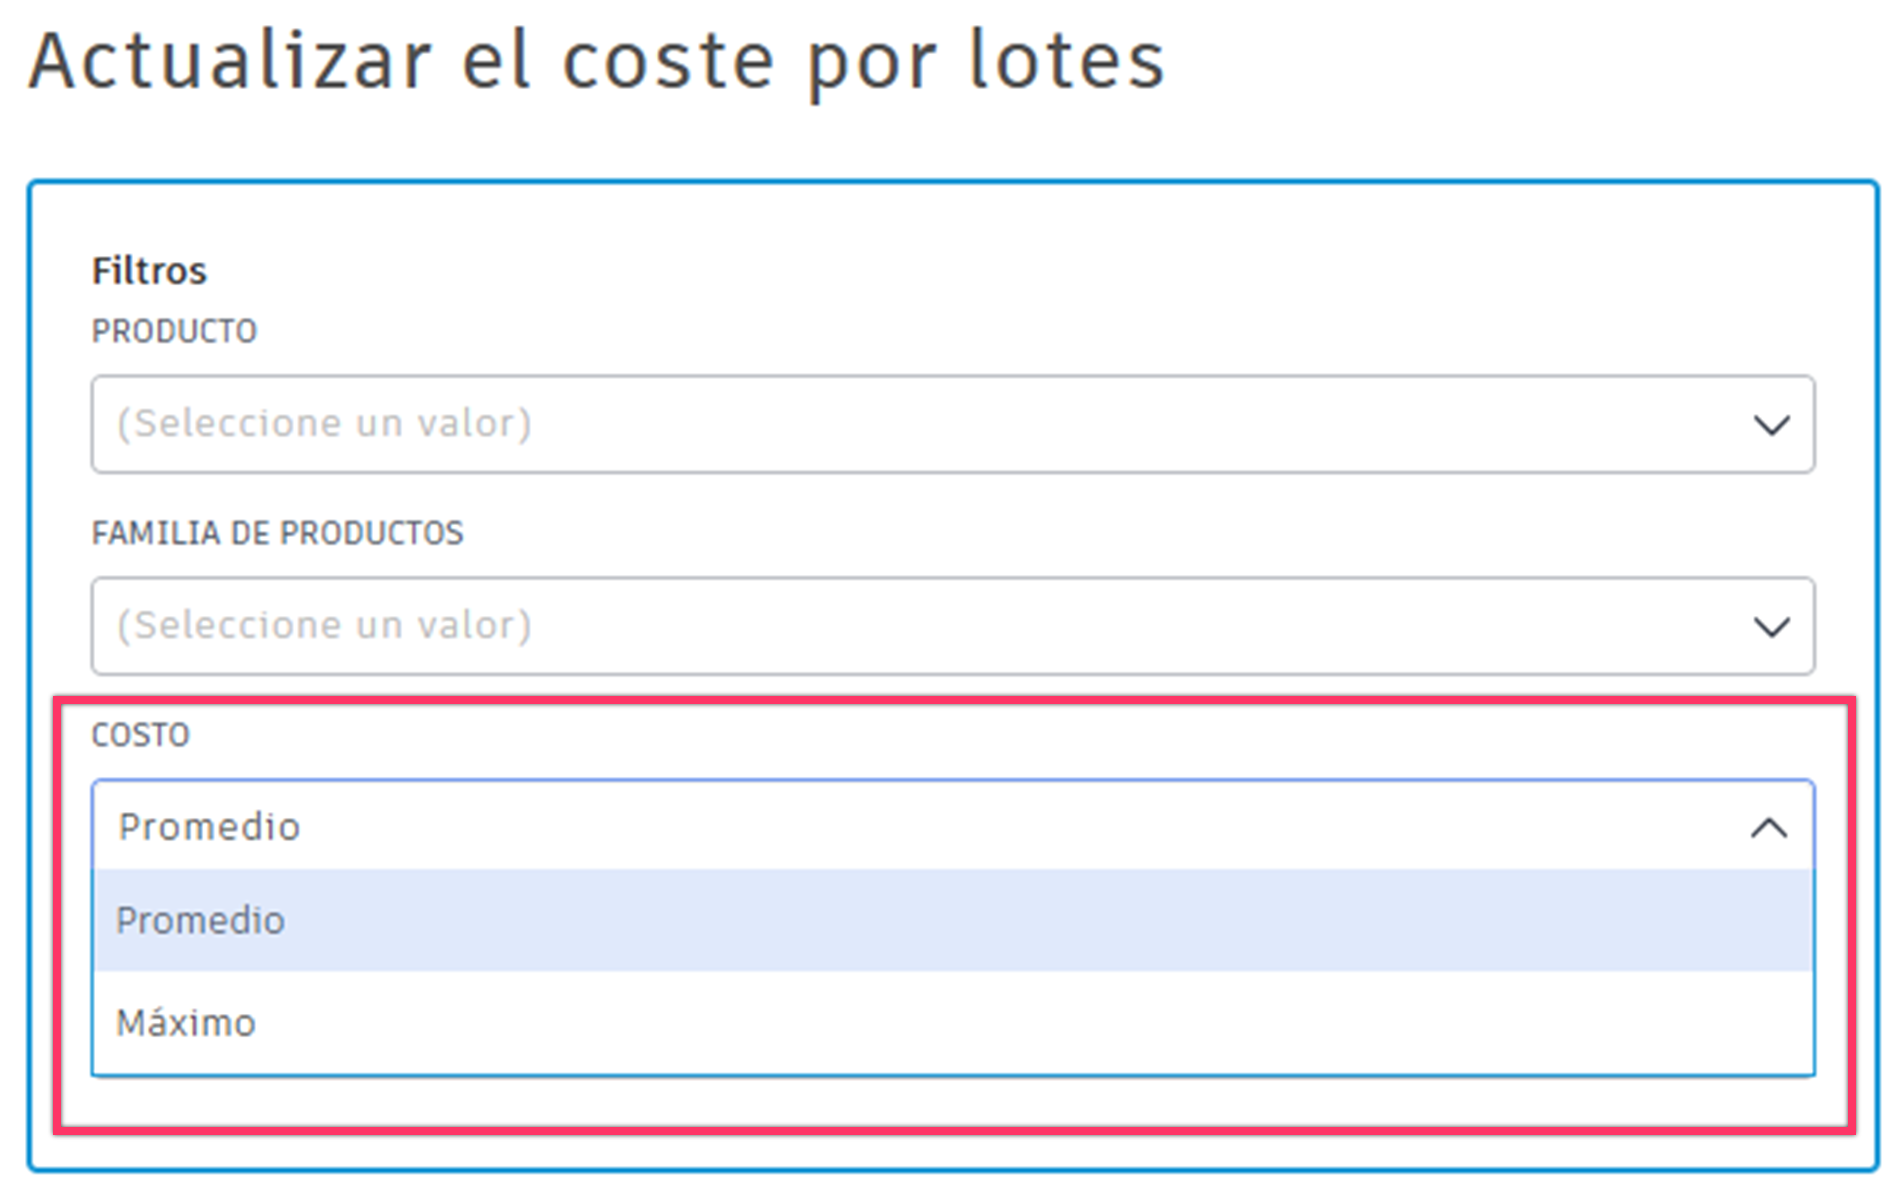 Actualizar el coste por lotes
Filtros
PRODUCTO
(Seleccione un valor)
FAMILIA DE PRODUCTOS
(Seleccione un valor)
COSTO
Promedio
Promedio
Máximo